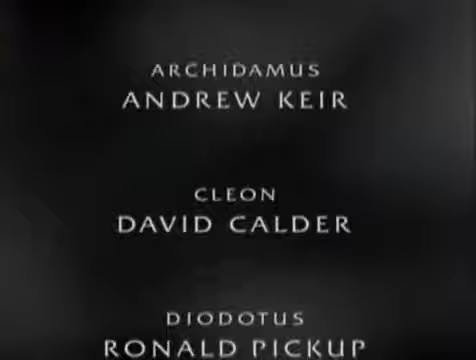 ARCHIDAMUS
ANDREW KEIR
CLEON
DAVID CALDER
DIODOTUS
RONALD PICKUP